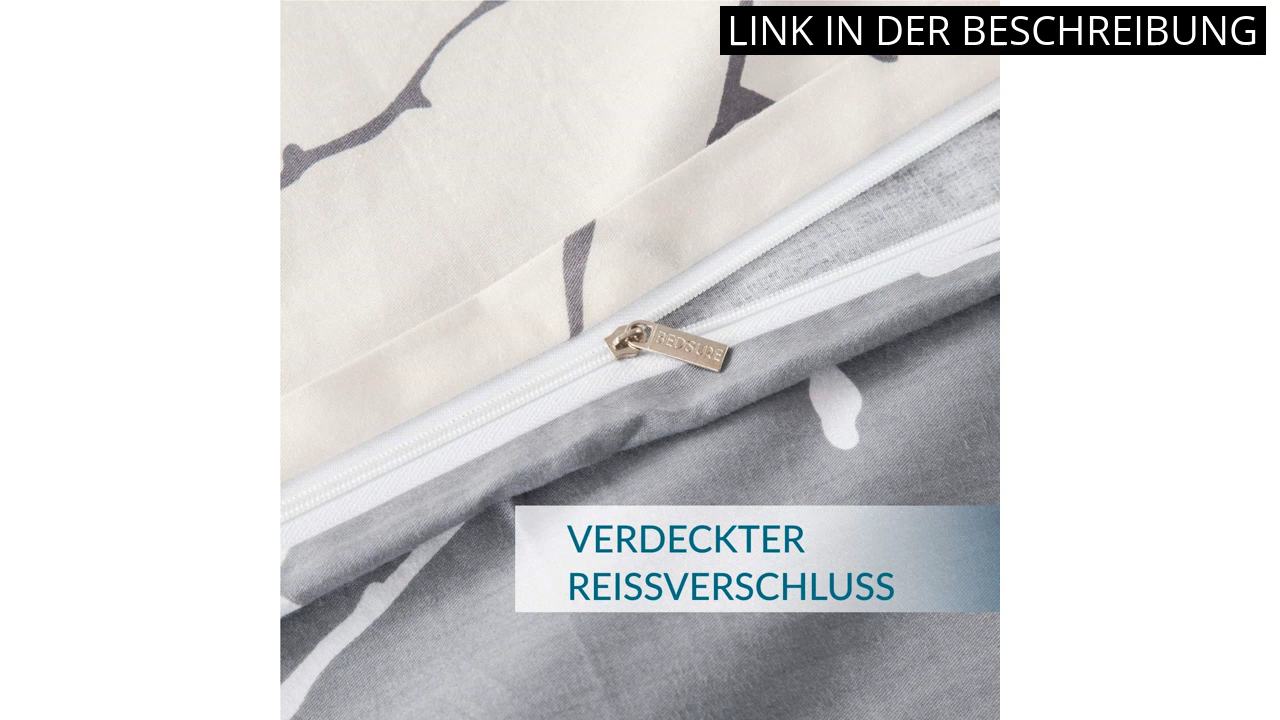 LINK IN DER BESCHREIBUNG
BEDSURE
VERDECKTER
REISSVERSCHLUSS